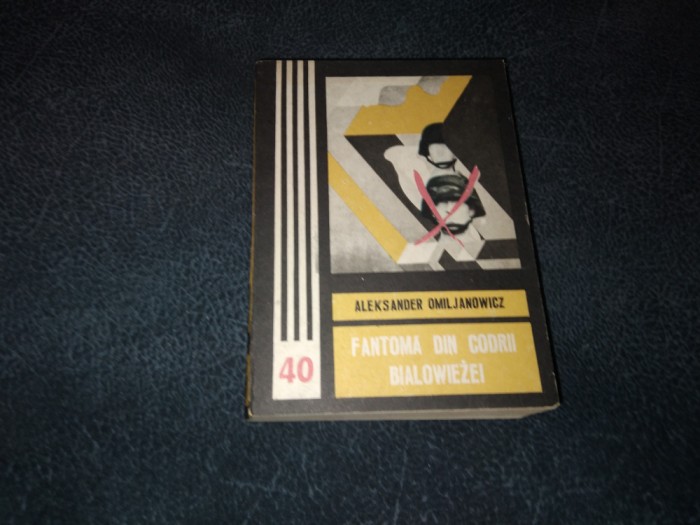 ALEKSANDER OMILJANOWICZ
FANTOMA DIN CODRII
BIALOWIEŻEI
40